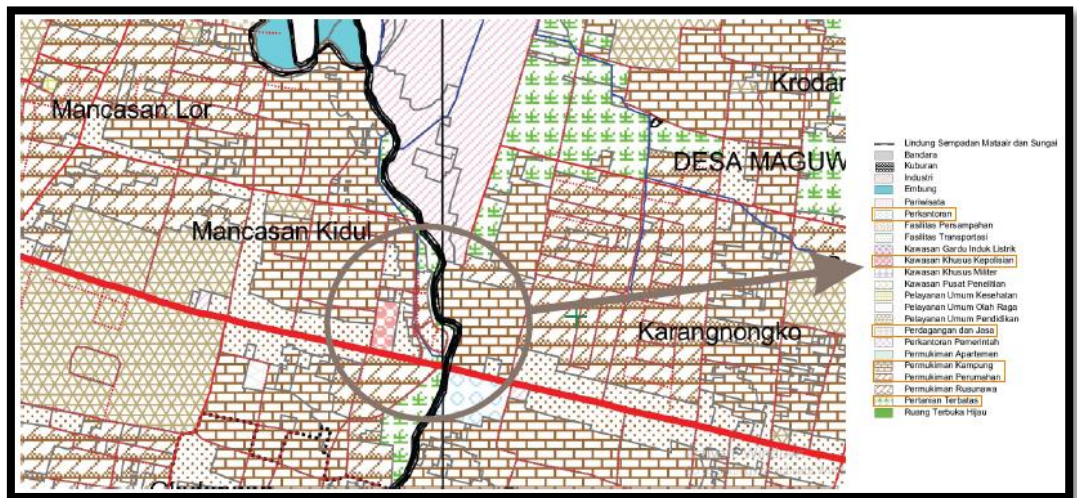 Mancasan Lor
Krodan
DESA MAGUW
Mancasan Kidul
Karangnongko
Lindung Sempadan Mataair dan Sungai
Bandara
Kuburan
Industri
Embung
Pariwisata
Perkantoran
Fasilitas Persampahan
Fasilitas Transportasi
Kawasan Gardu Induk Listrik
Kawasan Khusus Kepolisian
Kawasan Khusus Militer
Kawasan Pusat Penelitian
Pelayanan Umum Kesehatan
Pelayanan Umum Olah Raga
Pelayanan Umum Pendidikan
Perdagangan dan Jasa
Perkantoran Pemerintah
Permukiman Apartemen
Permukiman Kampung
Permukiman Perumahan
Permukiman Rusunawa
Pertanian Terbatas
Ruang Terbuka Hijau